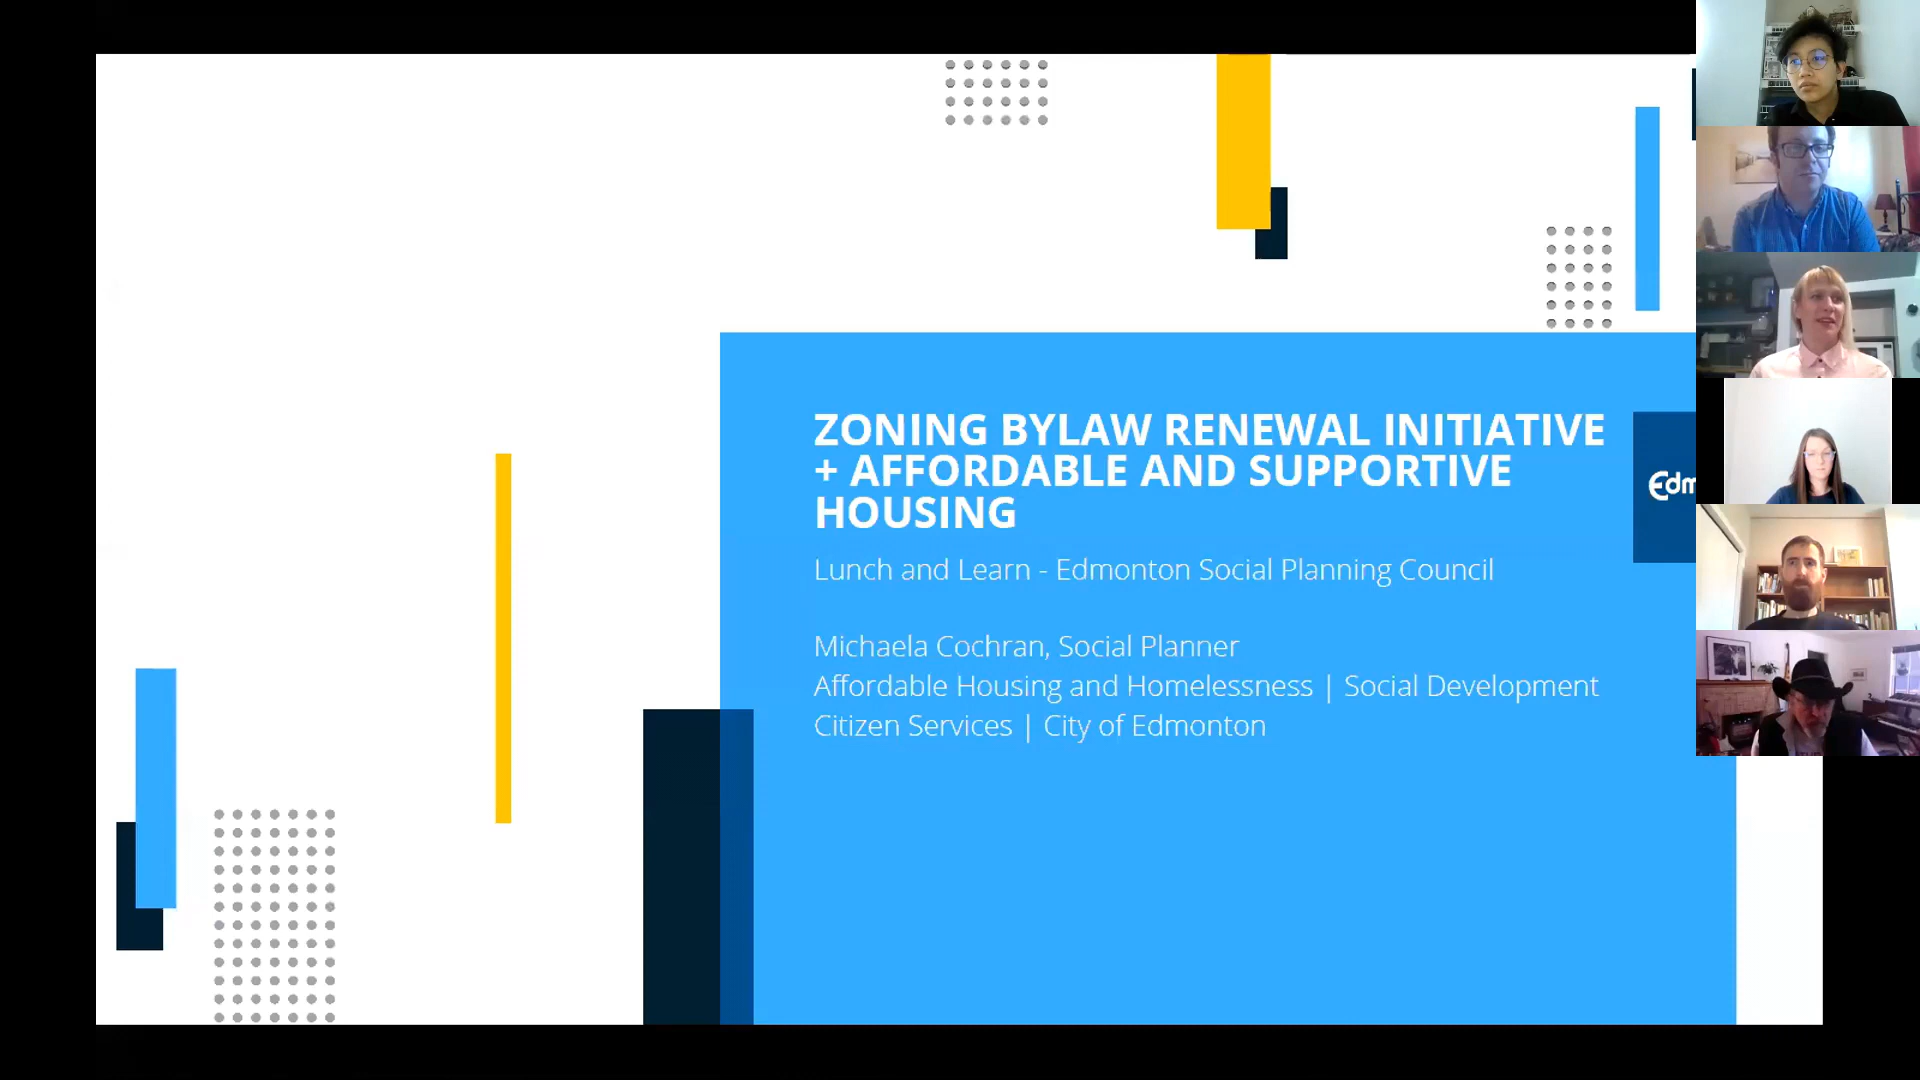 ZONING BYLAW RENEWAL INITIATIVE
+ AFFORDABLE AND SUPPORTIVE
HOUSING
Lunch and Learn - Edmonton Social Planning Council
Michaela Cochran, Social Planner
Affordable Housing and Homelessness | Social Development
Citizen Services | City of Edmonton
Edm